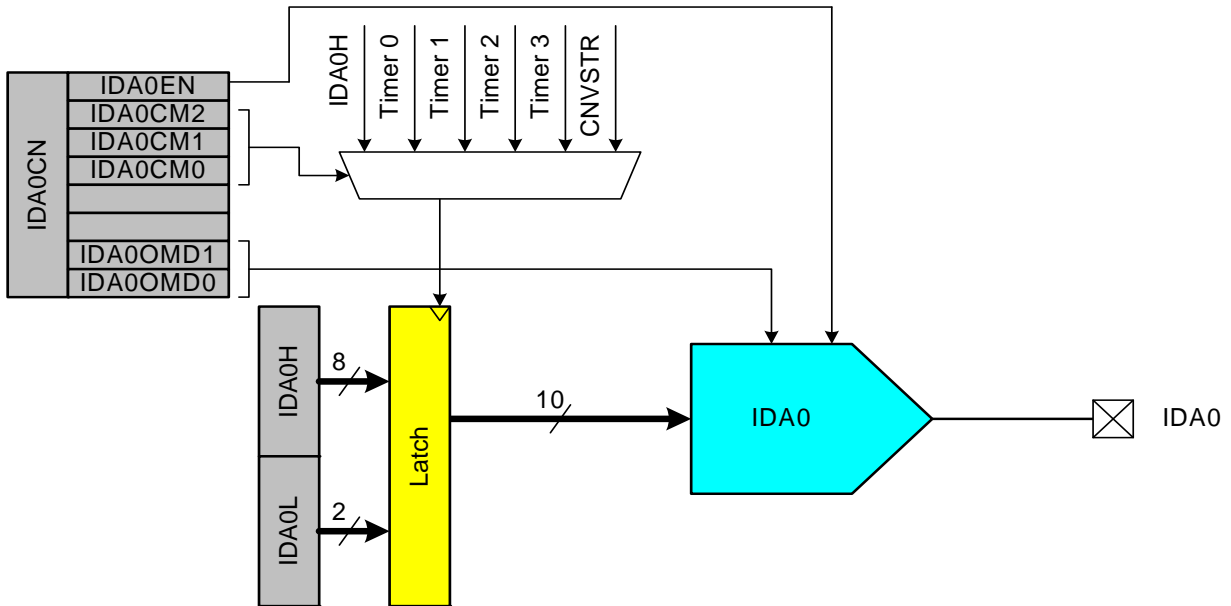 IDA0CN
IDA0EN
IDA0CM2
IDA0CM1
IDA0CM0
IDA0OMD1
IDA0OMD0
IDA0H
Timer 0
Timer 1
Timer 2
Timer 3
CNVSTR
IDA0H
8
IDA0L
2
Latch
10
IDA0
IDA0